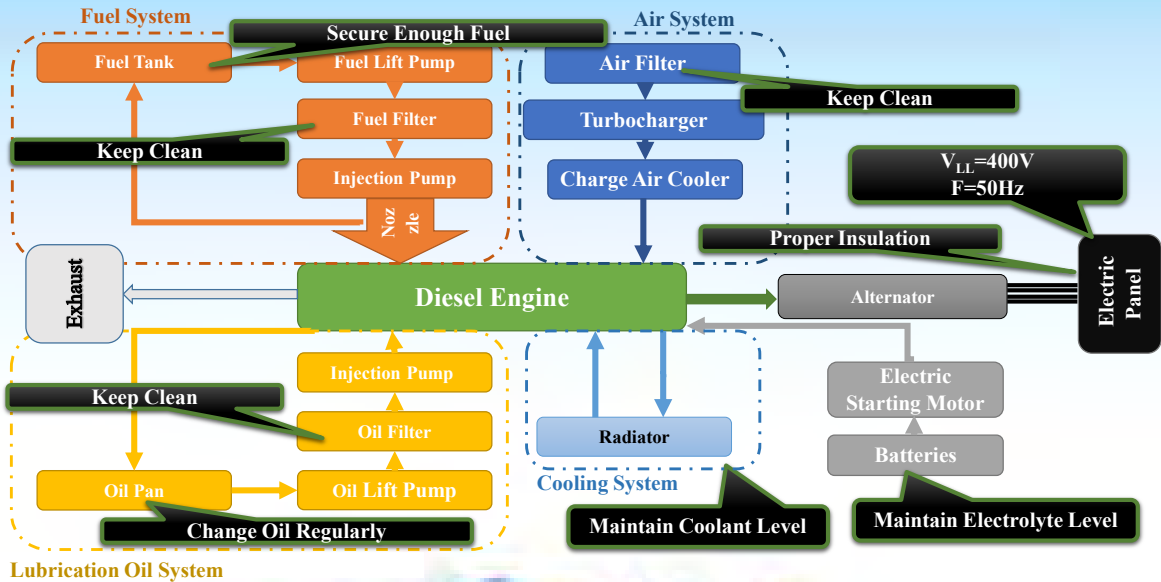 Fuel System
Secure Enough Fuel
Fuel Tank
Fuel Lift Pump
Fuel Filter
Keep Clean
Injection Pump
Noz
zle
Air System
Air Filter
Keep Clean
Turbocharger
Charge Air Cooler
V_LL=400V
F=50Hz
Proper Insulation
Exhaust
Diesel Engine
Alternator
Electric
Panel
Injection Pump
Keep Clean
Oil Filter
Oil Pan
Oil Lift Pump
Change Oil Regularly
Lubrication Oil System
Radiator
Cooling System
Maintain Coolant Level
Electric
Starting Motor
Batteries
Maintain Electrolyte Level